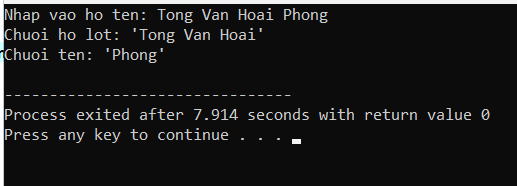 Nhap vao ho ten: Tong Van Hoai Phong
Chuoi ho lot: 'Tong Van Hoai'
Chuoi ten: 'Phong'
--------------------------------
Process exited after 7.914 seconds with return value 0
Press any key to continue . . .